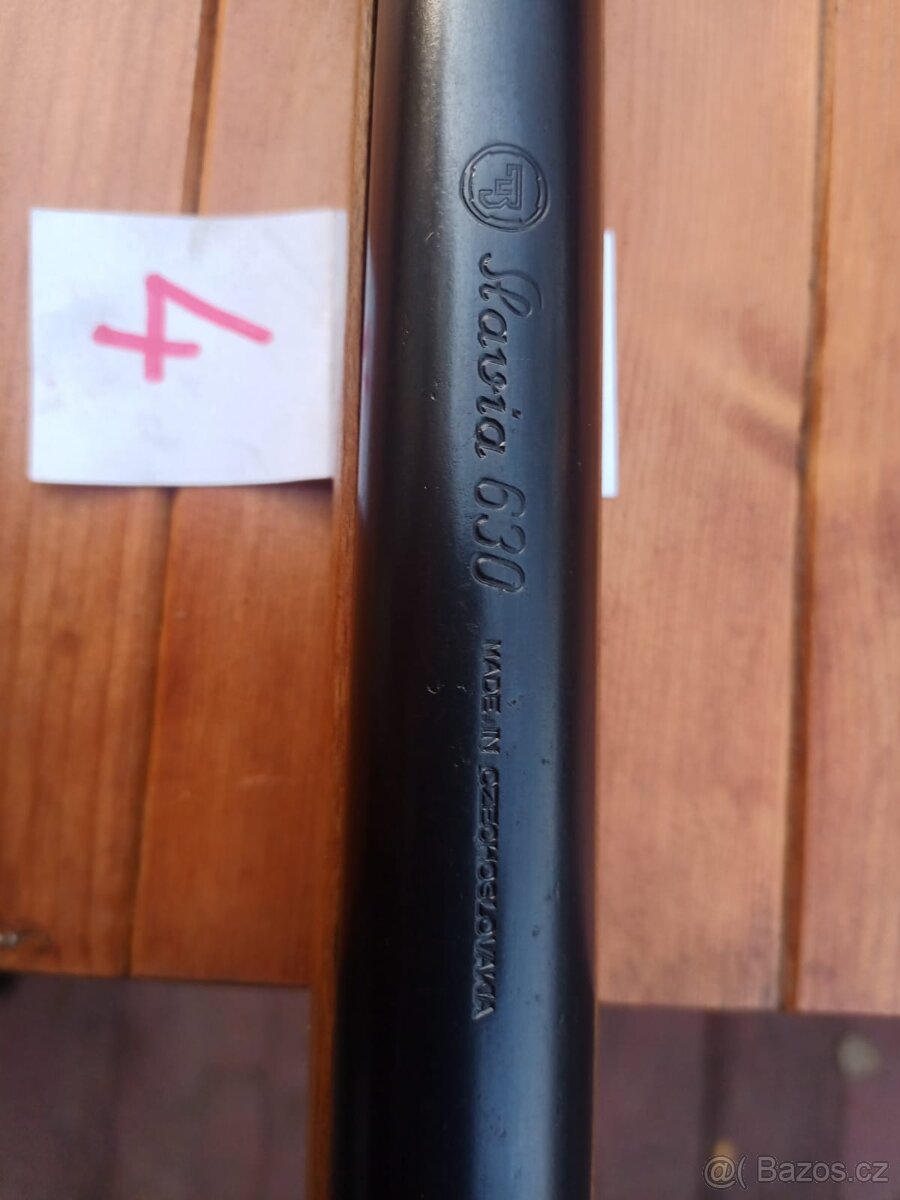 4
Slavia 630
MADE IN CZECHOSLOVAKIA
@( Bazos.cz